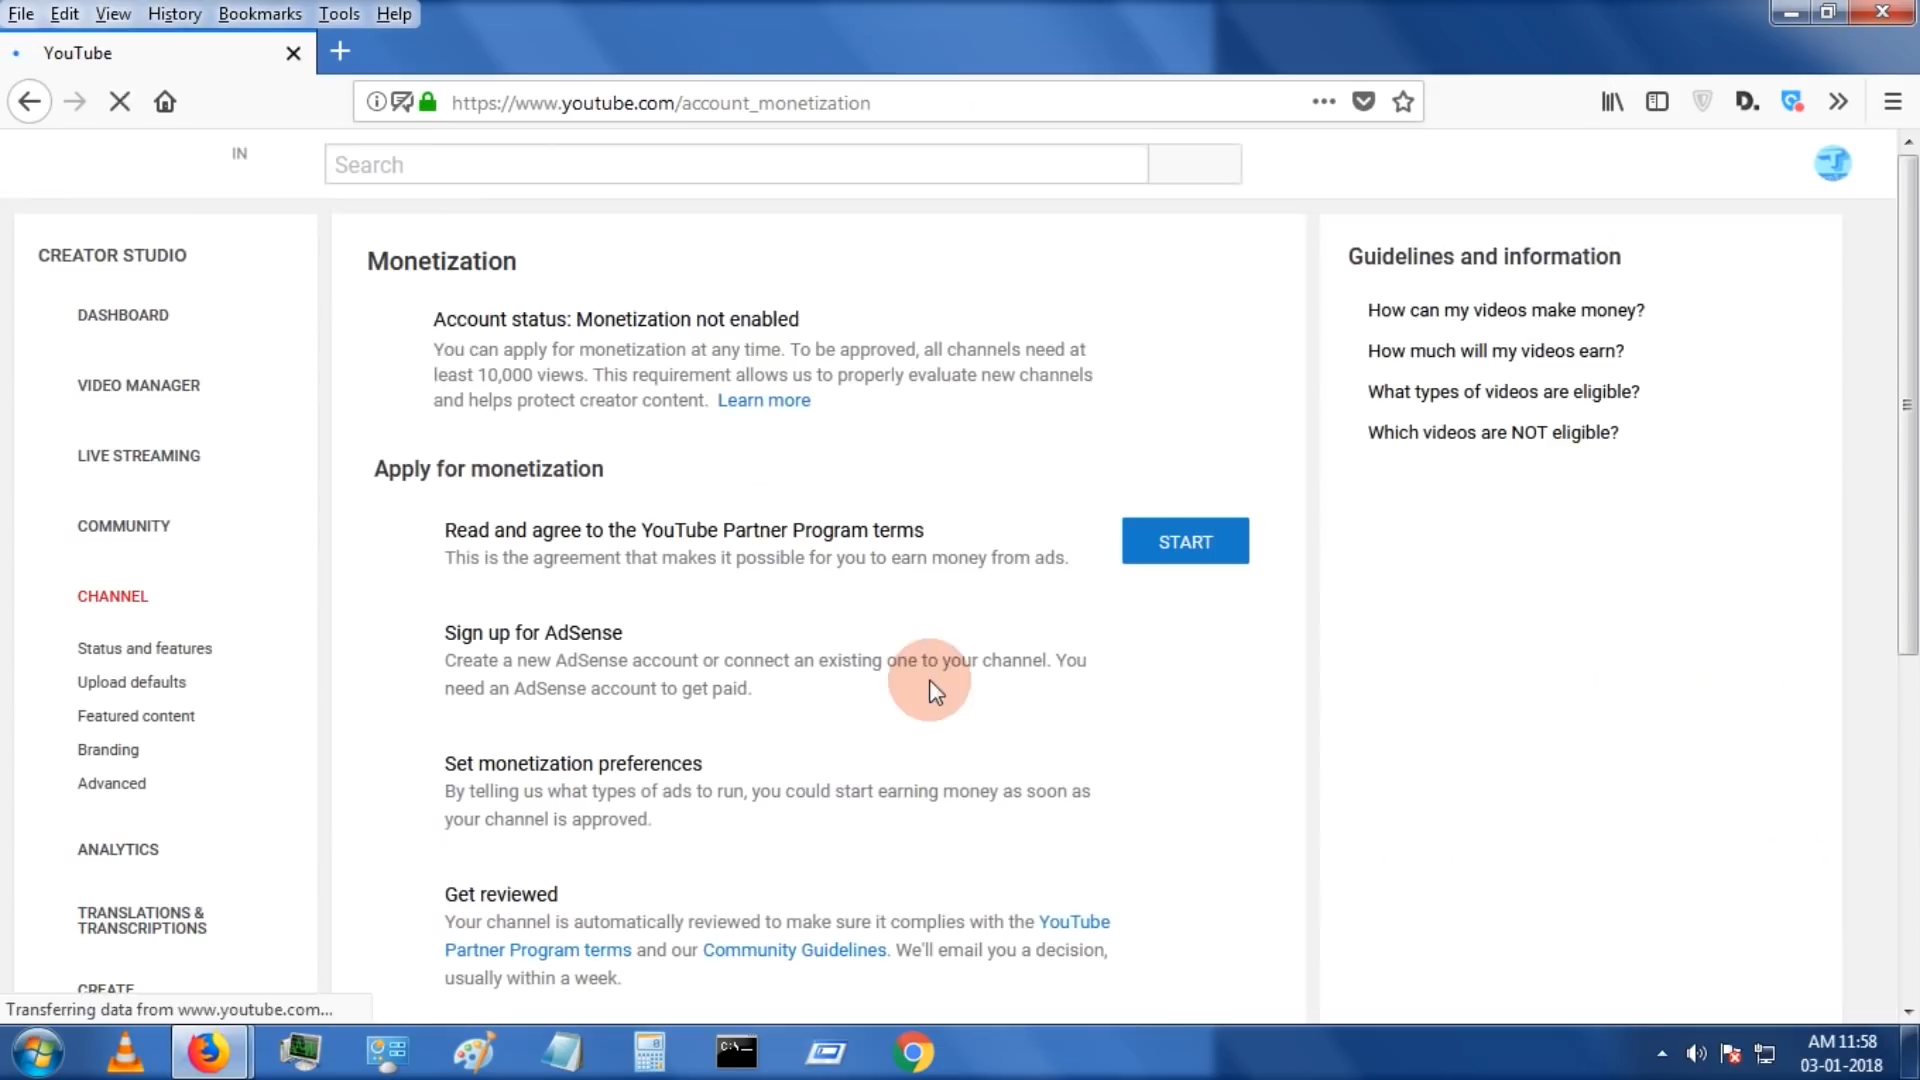 File Edit View History Bookmarks Tools Help
YouTube
https://www.youtube.com/account_monetization
D.
IN
Search
CREATOR STUDIO
DASHBOARD
VIDEO MANAGER
LIVE STREAMING
COMMUNITY
CHANNEL
Status and features
Upload defaults
Featured content
Branding
Advanced
ANALYTICS
TRANSLATIONS &
TRANSCRIPTIONS
CREATE
Monetization
Account status: Monetization not enabled
You can apply for monetization at any time. To be approved, all channels need at
least 10,000 views. This requirement allows us to properly evaluate new channels
and helps protect creator content. Learn more
Apply for monetization
Read and agree to the YouTube Partner Program terms
This is the agreement that makes it possible for you to earn money from ads.
START
Sign up for AdSense
Create a new AdSense account or connect an existing one to your channel. You
need an AdSense account to get paid.
Set monetization preferences
By telling us what types of ads to run, you could start earning money as soon as
your channel is approved.
Get reviewed
Your channel is automatically reviewed to make sure it complies with the YouTube
Partner Program terms and our Community Guidelines. We'll email you a decision,
usually within a week.
Guidelines and information
How can my videos make money?
How much will my videos earn?
What types of videos are eligible?
Which videos are NOT eligible?
Transferring data from www.youtube.com...
C:\
AM 11:58
03-01-2018